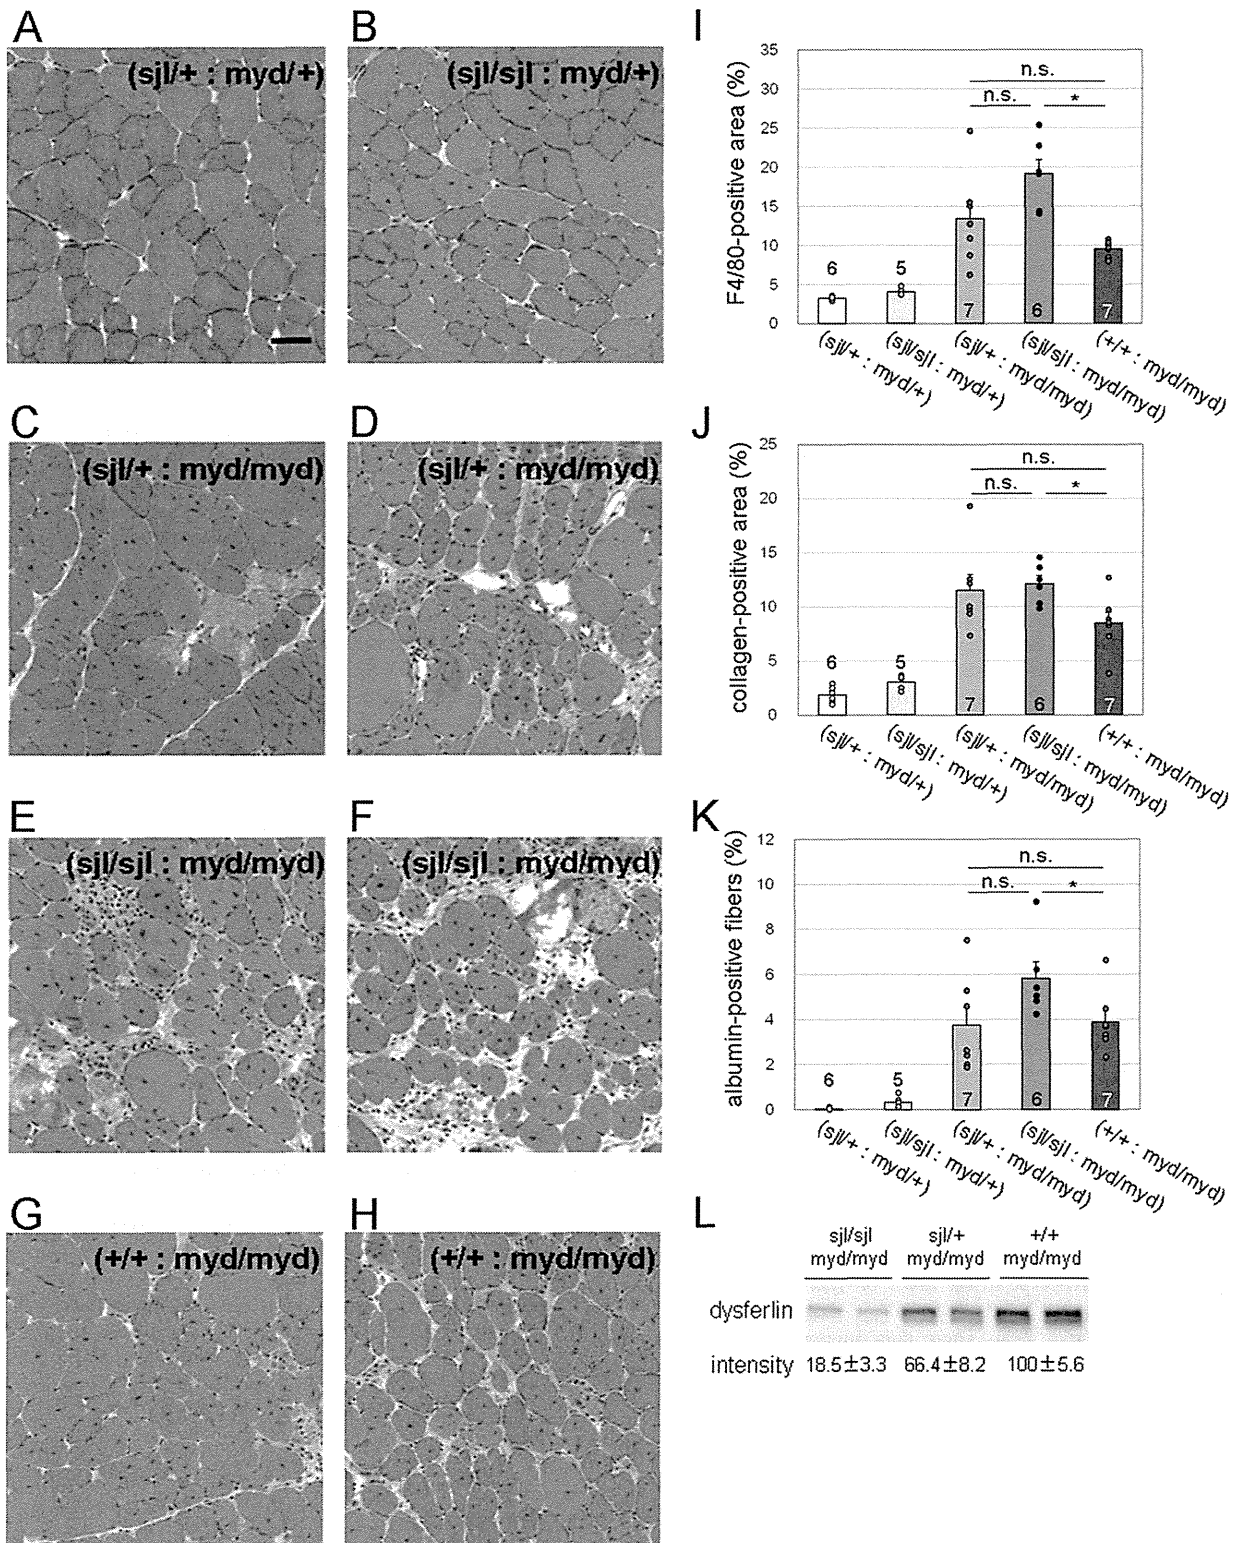 A
(sjl/+ : myd/+)
B
(sjl/sjl : myd/+)
C
(sjl/+ : myd/myd)
D
(sjl/+ : myd/myd)
E
(sjl/sjl : myd/myd)
F
(sjl/sjl : myd/myd)
G
(+/+ : myd/myd)
H
(+/+ : myd/myd)
I
F4/80-positive area (%)
35
30
25
20
15
10
5
0
n.s.
n.s. *
6 5 7 6 7
(sjl/+ : myd/+)
(sjl/sjl : myd/+)
(sjl/+ : myd/myd)
(sjl/sjl : myd/myd)
(+/+ : myd/myd)
J
collagen-positive area (%)
25
20
15
10
5
0
n.s.
n.s. *
6 5 7 6 7
(sjl/+ : myd/+)
(sjl/sjl : myd/+)
(sjl/+ : myd/myd)
(sjl/sjl : myd/myd)
(+/+ : myd/myd)
K
albumin-positive fibers (%)
12
10
8
6
4
2
0
n.s.
n.s. *
6 5 7 6 7
(sjl/+ : myd/+)
(sjl/sjl : myd/+)
(sjl/+ : myd/myd)
(sjl/sjl : myd/myd)
(+/+ : myd/myd)
L
sjl/sjl sjl/+ +/+
myd/myd myd/myd myd/myd
dysferlin
intensity 18.5±3.3 66.4±8.2 100±5.6